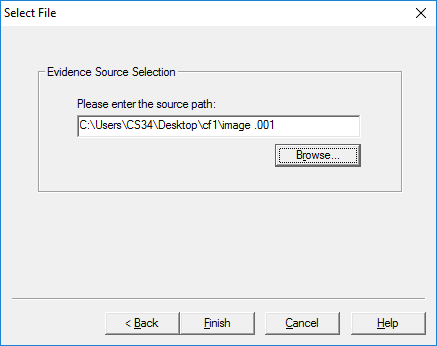 Select File
Evidence Source Selection
Please enter the source path:
C:\Users\CS34\Desktop\cf1\image .001
Browse...
< Back
Finish
Cancel
Help